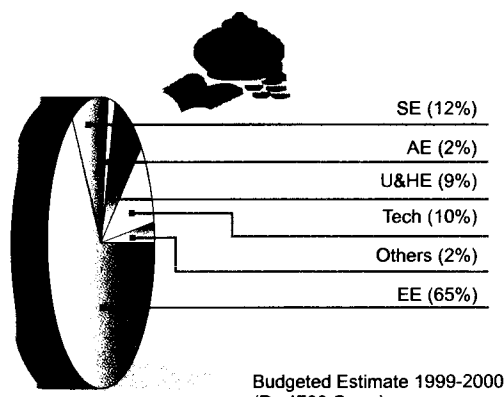 SE (12%)
AE (2%)
U&HE (9%)
Tech (10%)
Others (2%)
EE (65%)
Budgeted Estimate 1999-2000